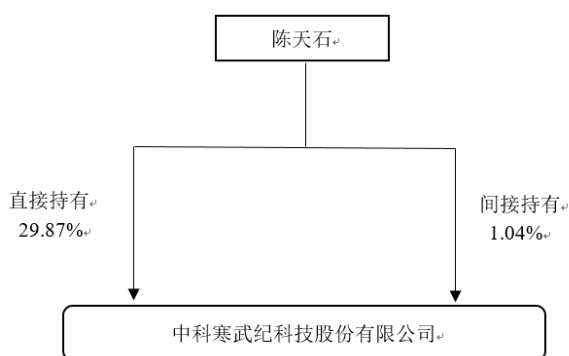 陈天石
直接持有
29.87%
间接持有
1.04%
中科寒武纪科技股份有限公司